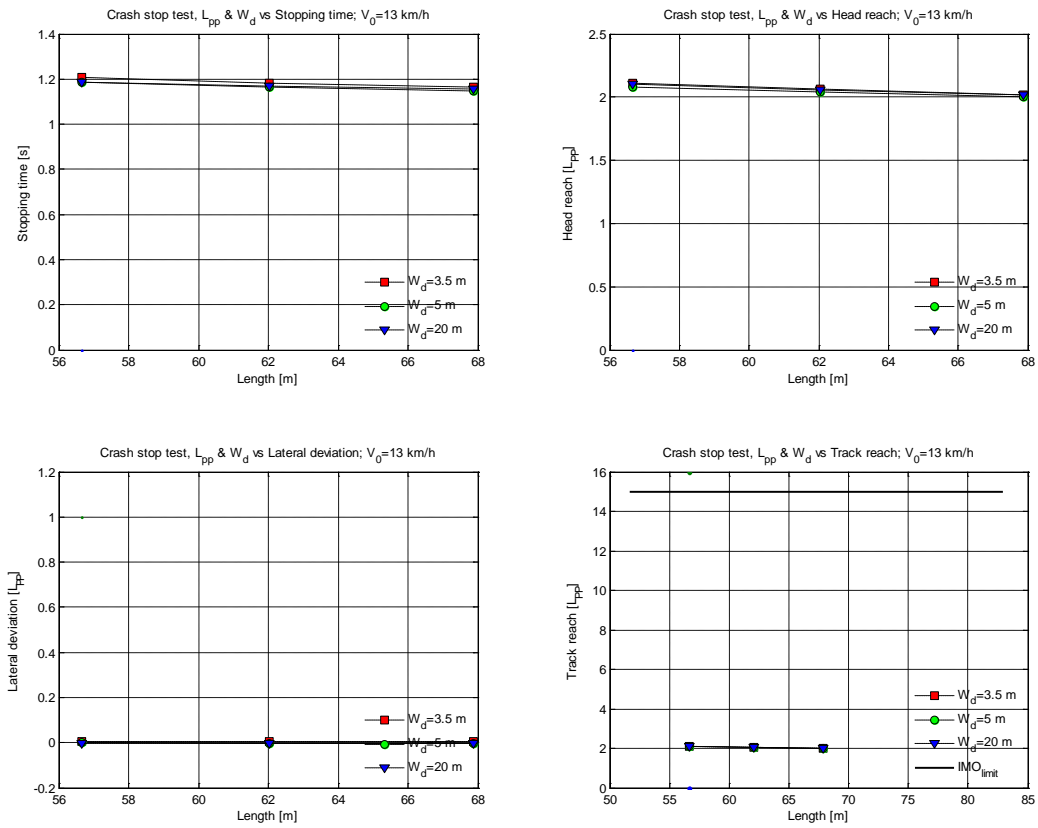 Crash stop test, L_pp & W_d vs Stopping time; V_0=13 km/h
1.4
1.2
1
0.8
0.6
0.4
0.2
0
Stopping time [s]
W_d=3.5 m
W_d=5 m
W_d=20 m
56 58 60 62 64 66 68
Length [m]
Crash stop test, L_pp & W_d vs Head reach; V_0=13 km/h
2.5
2
1.5
1
0.5
0
Head reach [L_pp]
W_d=3.5 m
W_d=5 m
W_d=20 m
56 58 60 62 64 66 68
Length [m]
Crash stop test, L_pp & W_d vs Lateral deviation; V_0=13 km/h
1.2
1
0.8
0.6
0.4
0.2
0
-0.2
Lateral deviation [L_pp]
W_d=3.5 m
W_d=5 m
W_d=20 m
56 58 60 62 64 66 68
Length [m]
Crash stop test, L_pp & W_d vs Track reach; V_0=13 km/h
16
14
12
10
8
6
4
2
0
Track reach [L_pp]
W_d=3.5 m
W_d=5 m
W_d=20 m
IMO_limit
50 55 60 65 70 75 80 85
Length [m]